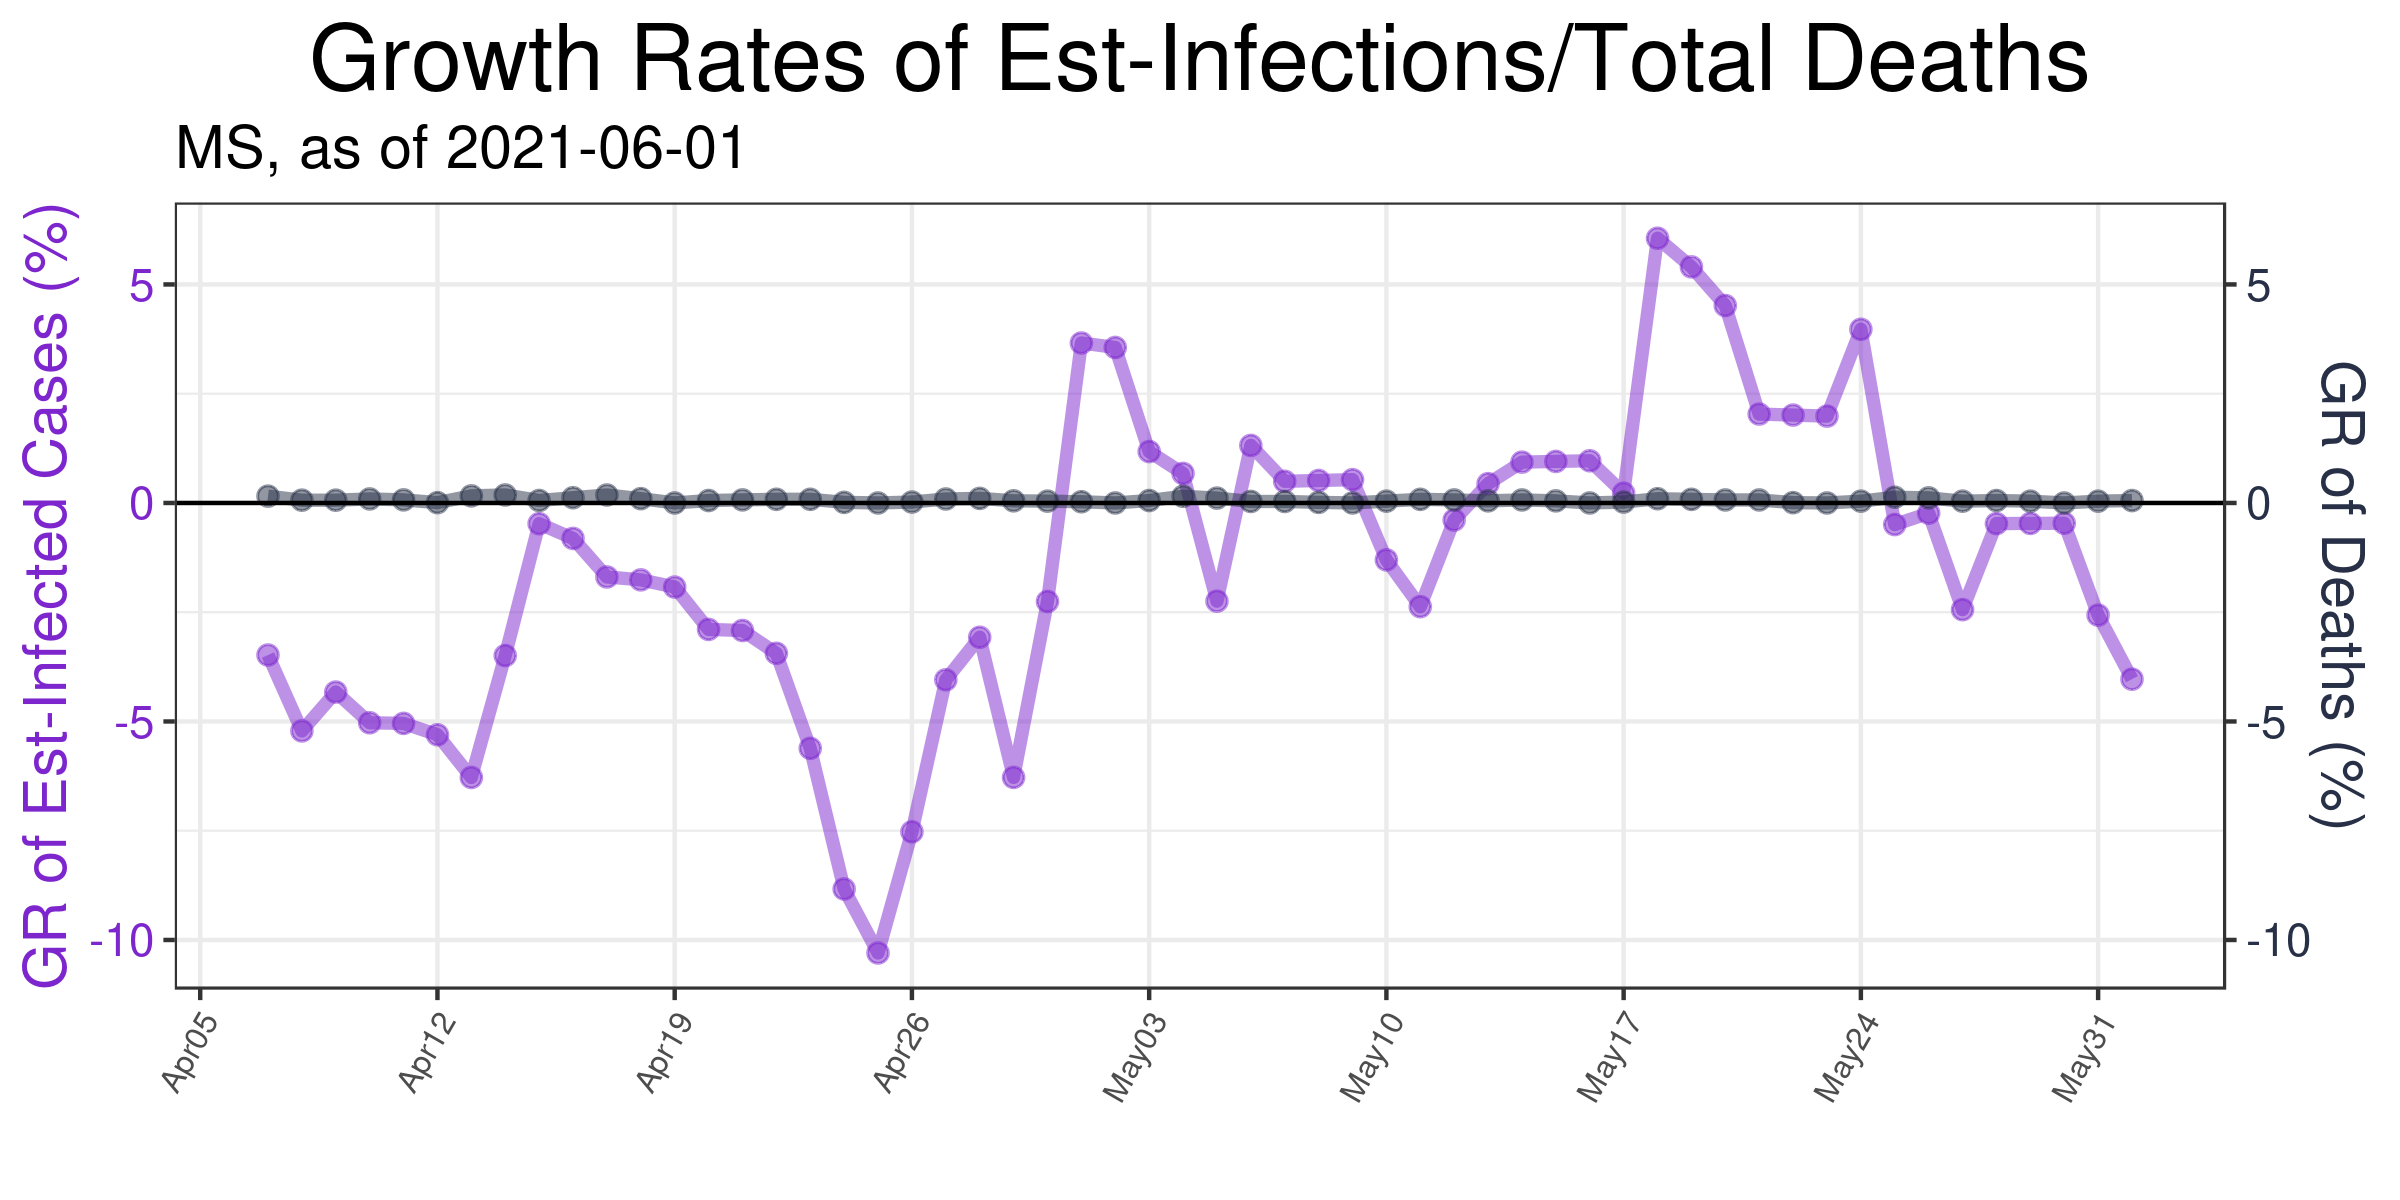 Growth Rates of Est-Infections/Total Deaths
MS, as of 2021-06-01
GR of Est-Infected Cases (%)
5
0
-5
-10
5
0
-5
-10
GR of Deaths (%)
Apr05
Apr12
Apr19
Apr26
May03
May10
May17
May24
May31